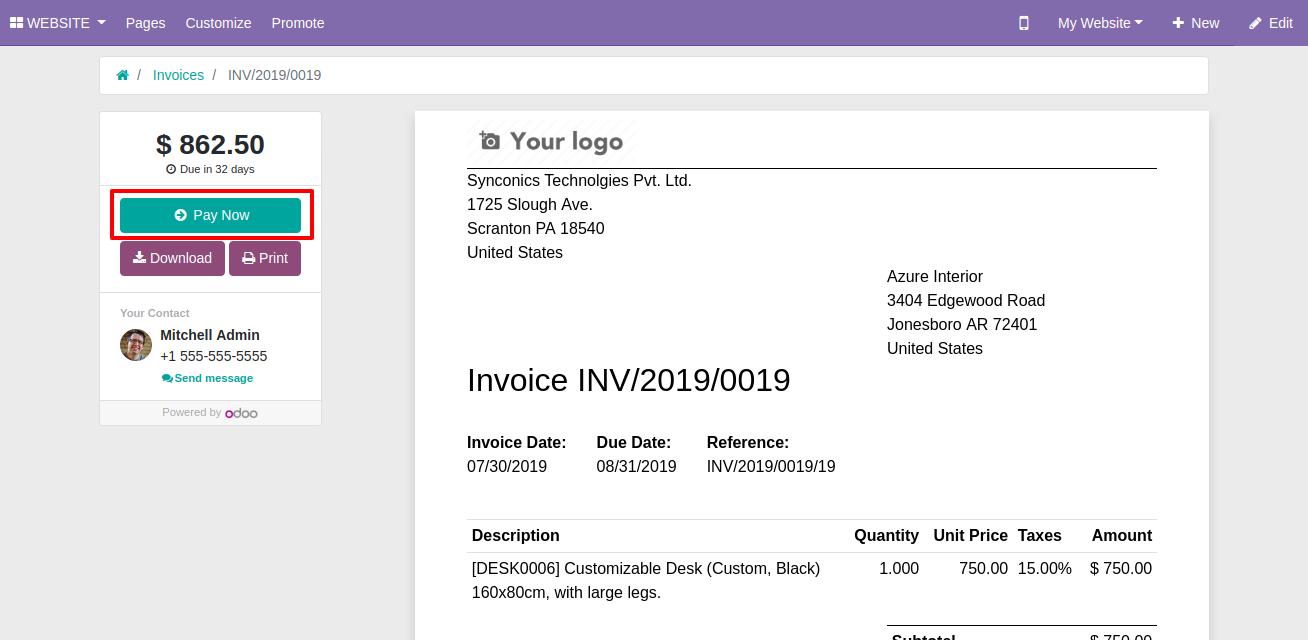 WEBSITE Pages Customize Promote My Website New Edit
/ Invoices / INV/2019/0019
$ 862.50
Due in 32 days
Pay Now
Download Print
Your Contact
Mitchell Admin
+1 555-555-5555
Send message
Powered by odoo
Your logo
Synconics Technolgies Pvt. Ltd.
1725 Slough Ave.
Scranton PA 18540
United States
Azure Interior
3404 Edgewood Road
Jonesboro AR 72401
United States
Invoice INV/2019/0019
Invoice Date: Due Date: Reference:
07/30/2019 08/31/2019 INV/2019/0019/19
Description Quantity Unit Price Taxes Amount
[DESK0006] Customizable Desk (Custom, Black) 1.000 750.00 15.00% $ 750.00
160x80cm, with large legs.
Subtotal $ 750.00